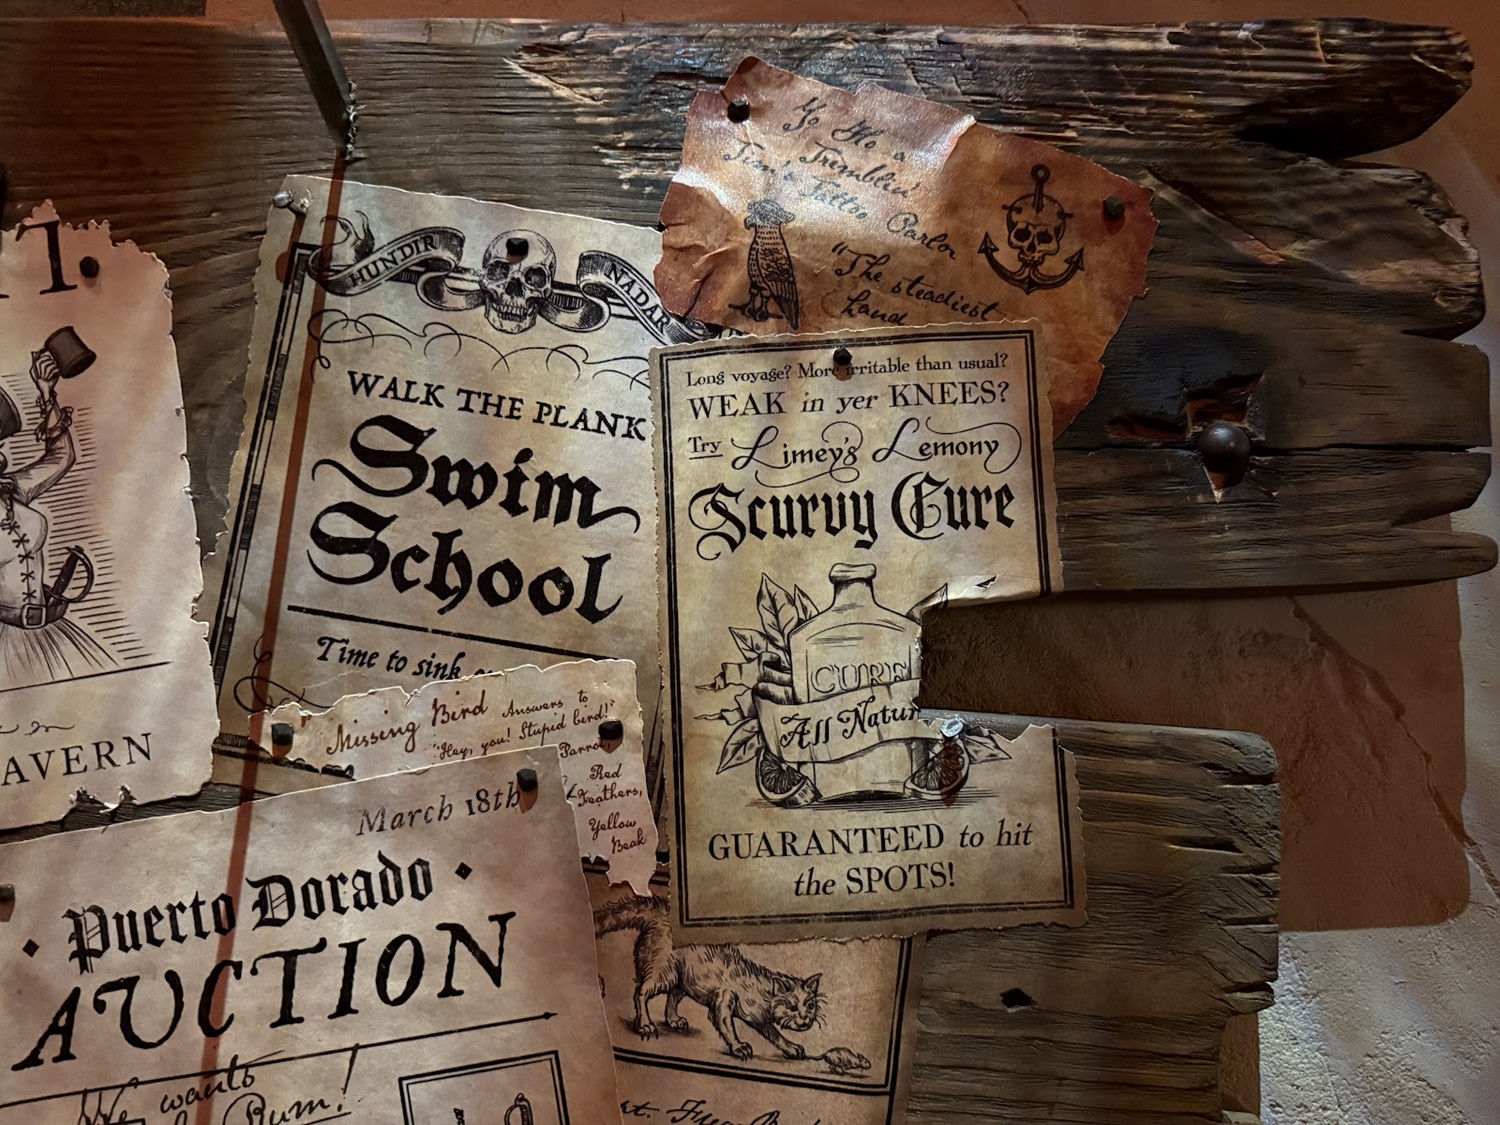 Yo Ho a
Tremblin'
Tim's Tattoo Parlor
"The steadiest
hand
HUNDIR
NADAR
WALK THE PLANK
Swim
School
Time to sink
Long voyage? More irritable than usual?
WEAK in yer KNEES?
Try Limey's Lemony
Scurvy Cure
CURE
All Natur
GUARANTEED to hit
the SPOTS!
Missing Bird Answers to
"Hey, you! Stupid bird!"
Parrot,
Red
Feathers,
Yellow
Beak
AVERN
March 18th
· Puerto Dorado ·
AUCTION
We wants
Rum!